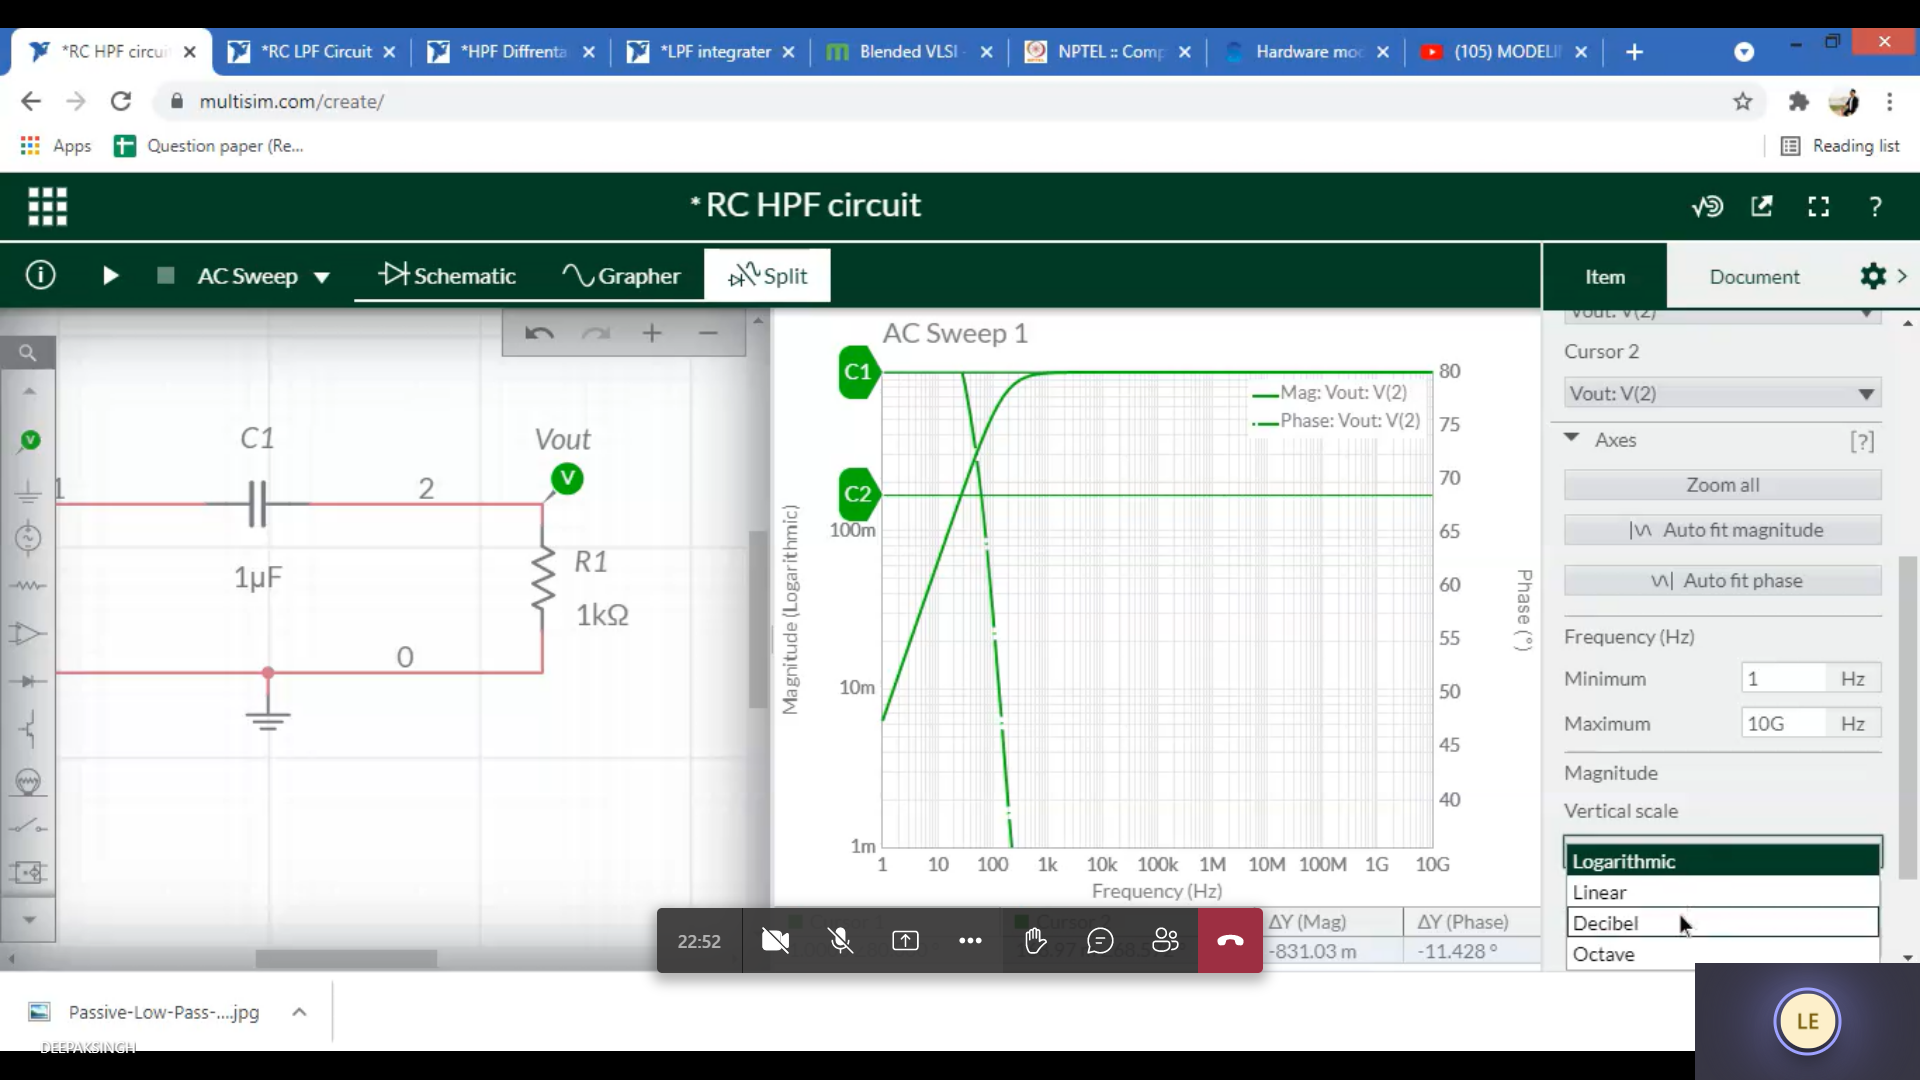 *RC HPF circui
*RC LPF Circuit
*HPF Diffrenta
*LPF integrater
Blended VLSI
NPTEL :: Comp
Hardware mo
(105) MODELI
multisim.com/create/
Apps
Question paper (Re...
Reading list
* RC HPF circuit
?
AC Sweep
Schematic
Grapher
Split
Item
Document
C1
1
2
Vout
V
1µF
R1
1kΩ
0
AC Sweep 1
C1
C2
Mag: Vout: V(2)
Phase: Vout: V(2)
Magnitude (Logarithmic)
100m
10m
1m
80
75
70
65
60
55
50
45
40
Phase (°)
1 10 100 1k 10k 100k 1M 10M 100M 1G 10G
Frequency (Hz)
Vout: V(2)
Cursor 2
Vout: V(2)
Axes [?]
Zoom all
Auto fit magnitude
Auto fit phase
Frequency (Hz)
Minimum 1 Hz
Maximum 10G Hz
Magnitude
Vertical scale
Logarithmic
Linear
Decibel
Octave
Cursor 1 Cursor 2 ΔY (Mag) ΔY (Phase)
-831.03 m -11.428 °
22:52
Passive-Low-Pass-....jpg
DEEPAKSINGH
LE